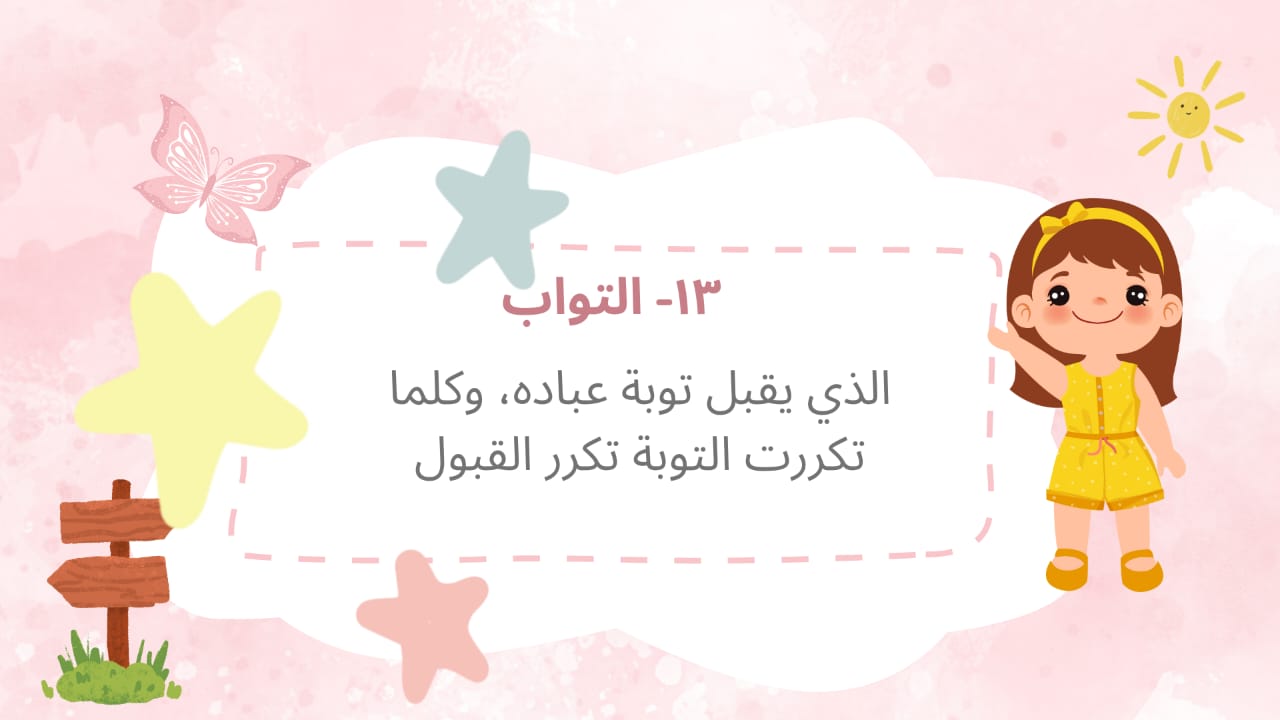 ١٣- التواب
الذي يقبل توبة عباده، وكلما
تكررت التوبة تكرر القبول